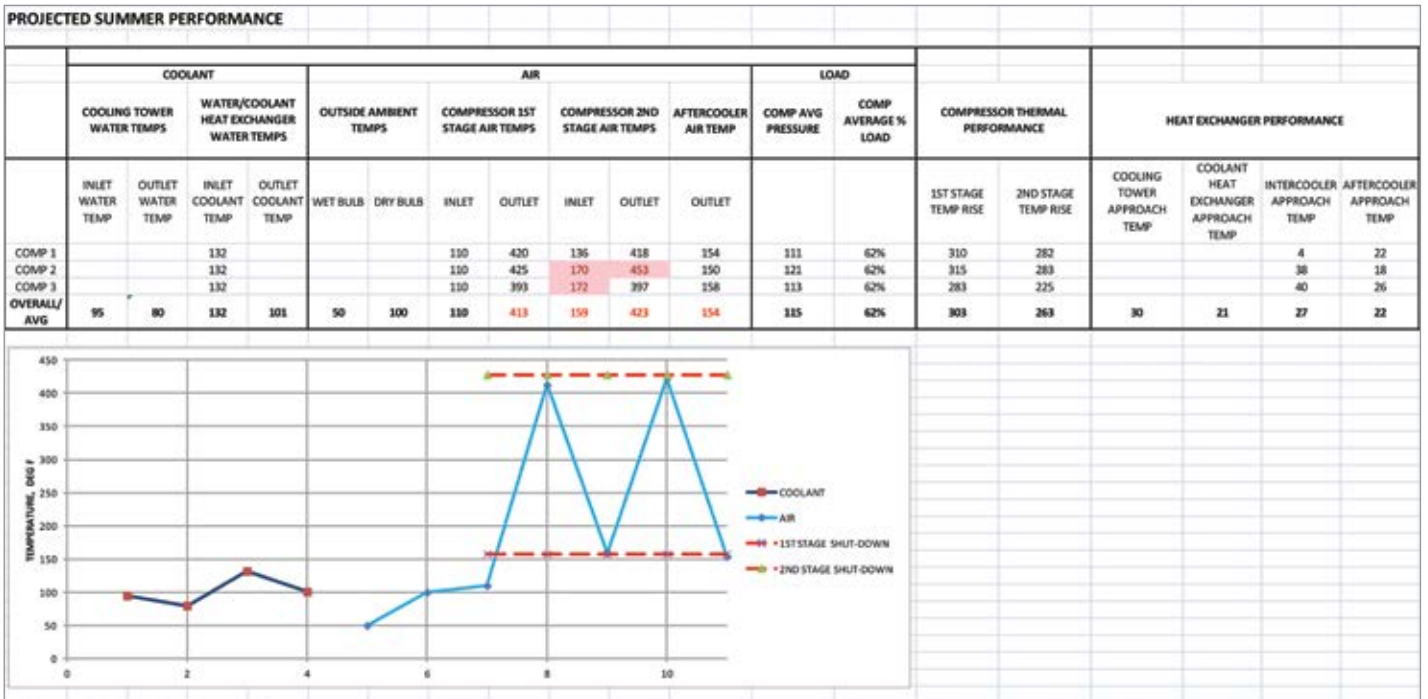 PROJECTED SUMMER PERFORMANCE
COOLANT AIR LOAD
COOLING TOWER WATER TEMPS WATER/COOLANT HEAT EXCHANGER WATER TEMPS OUTSIDE AMBIENT TEMPS COMPRESSOR 1ST STAGE AIR TEMPS COMPRESSOR 2ND STAGE AIR TEMPS AFTERCOOLER AIR TEMP COMP AVG PRESSURE COMP AVERAGE % LOAD COMPRESSOR THERMAL PERFORMANCE HEAT EXCHANGER PERFORMANCE
INLET WATER TEMP OUTLET WATER TEMP INLET COOLANT TEMP OUTLET COOLANT TEMP WET BULB DRY BULB INLET OUTLET INLET OUTLET OUTLET 1ST STAGE TEMP RISE 2ND STAGE TEMP RISE COOLING TOWER APPROACH TEMP COOLANT HEAT EXCHANGER APPROACH TEMP INTERCOOLER APPROACH TEMP AFTERCOOLER APPROACH TEMP
COMP 1 132 110 420 136 418 154 111 62% 310 282 4 22
COMP 2 132 110 425 170 453 150 121 62% 315 283 38 18
COMP 3 132 110 393 172 397 158 113 62% 283 225 40 26
OVERALL/ AVG 95 80 132 101 50 100 110 413 159 423 154 115 62% 303 263 30 21 27 22
TEMPERATURE, DEG F
450
400
350
300
250
200
150
100
50
0
0 2 4 6 8 10
COOLANT
AIR
1ST STAGE SHUT-DOWN
2ND STAGE SHUT-DOWN